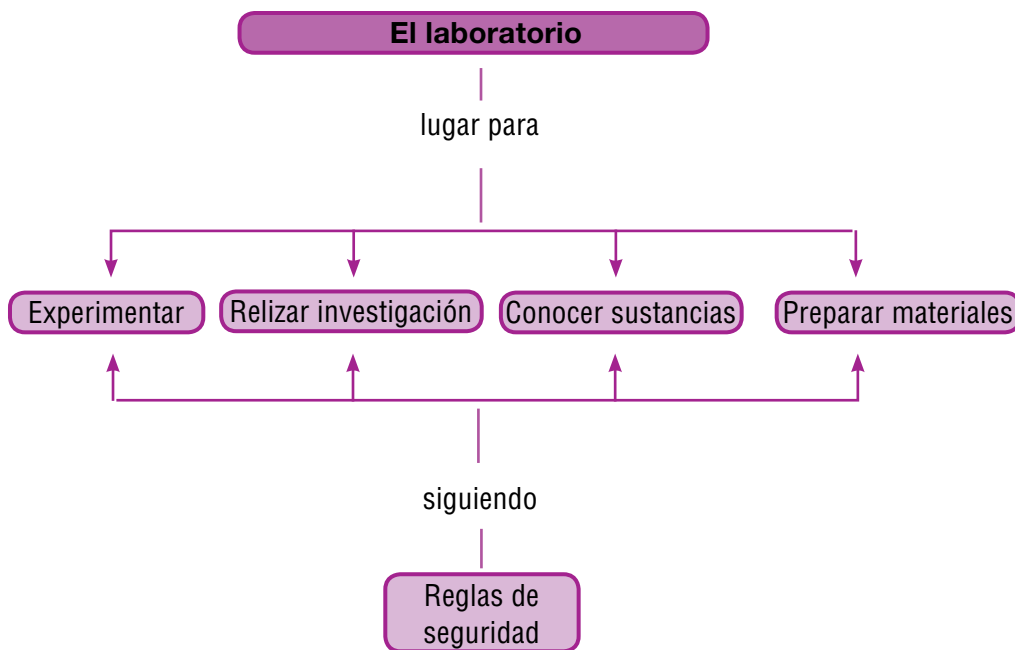 El laboratorio
lugar para
Experimentar
Relizar investigación
Conocer sustancias
Preparar materiales
siguiendo
Reglas de
seguridad